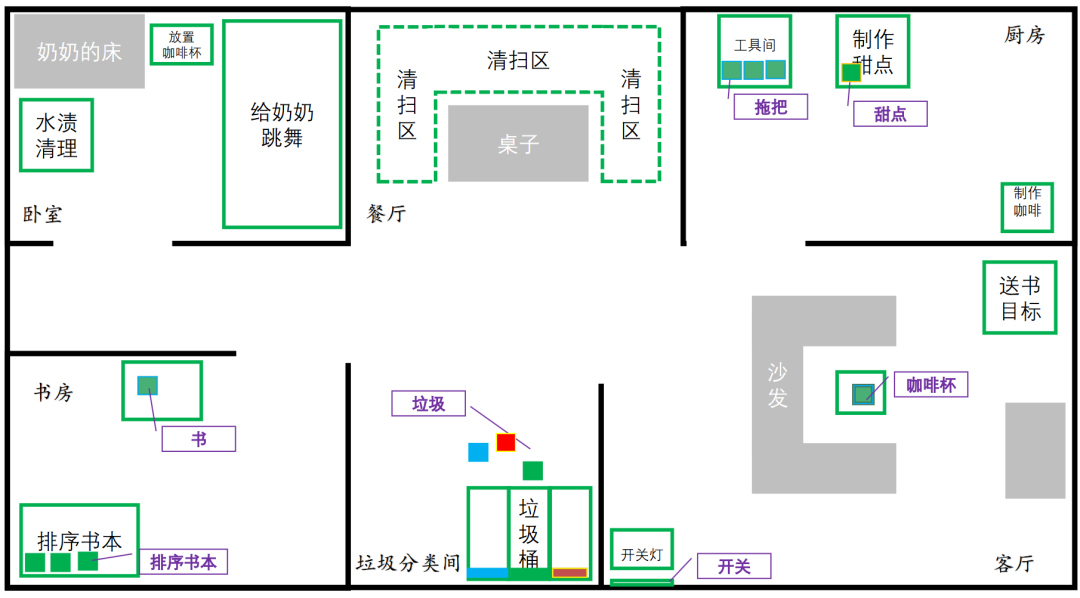 奶奶的床
放置
咖啡杯
给奶奶
跳舞
水渍
清理
卧室
清扫区
清
扫
区
清
扫
区
桌子
餐厅
工具间
制作
甜点
厨房
拖把
甜点
制作
咖啡
送书
目标
沙
发
咖啡杯
书房
书
垃圾
排序书本
排序书本
垃
圾
桶
垃圾分类间
开关灯
开关
客厅